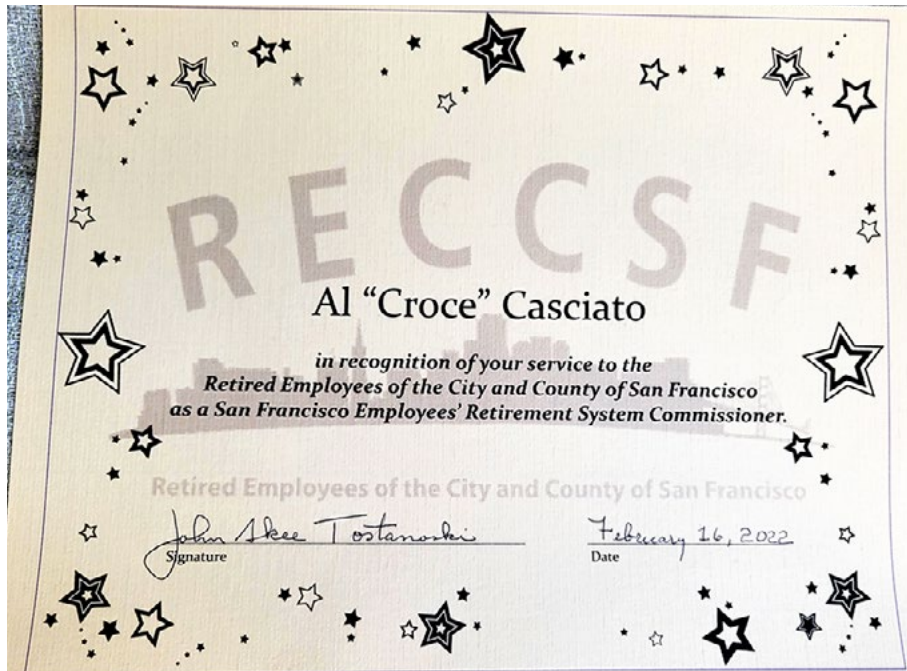 RECCSF
Al “Croce” Casciato
in recognition of your service to the
Retired Employees of the City and County of San Francisco
as a San Francisco Employees’ Retirement System Commissioner.
Retired Employees of the City and County of San Francisco
John Skee Tostanoski February 16, 2022
Signature Date